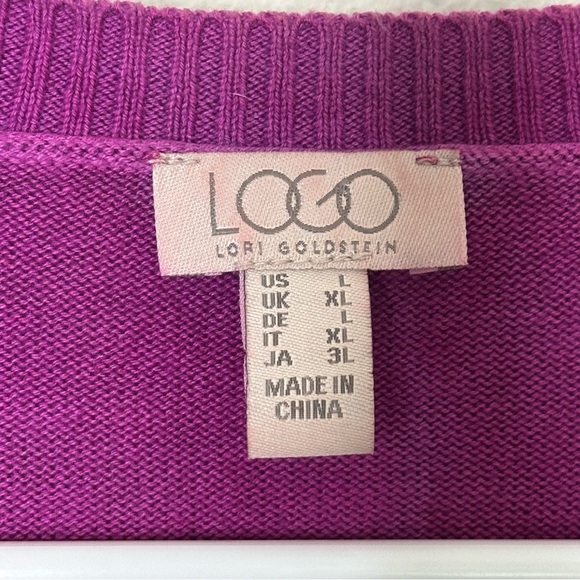 LOGO
LORI GOLDSTEIN
US L
UK XL
DE L
IT XL
JA 3L
MADE IN
CHINA